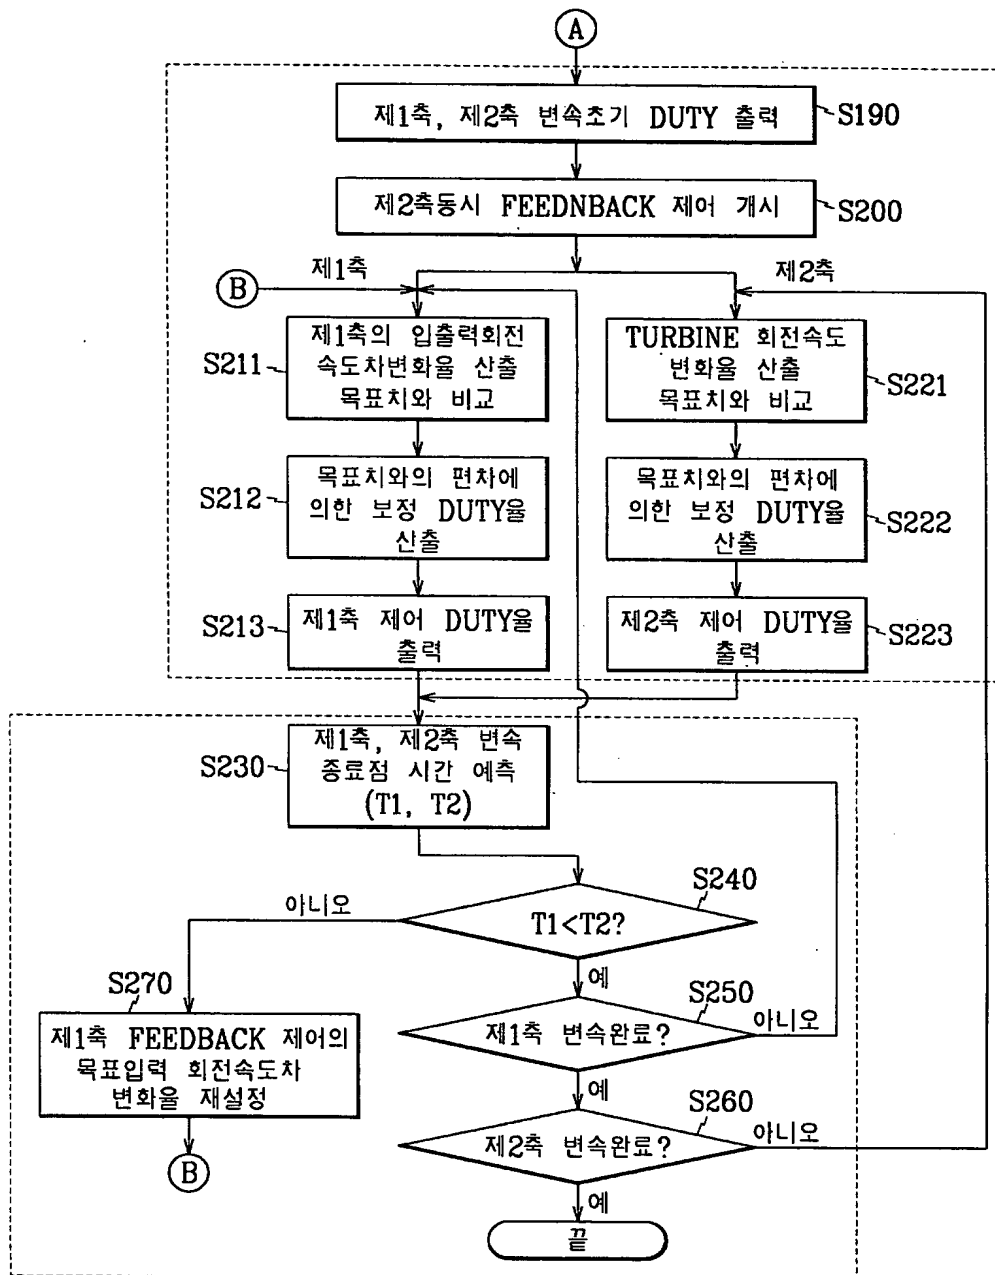 A
제1축, 제2축 변속초기 DUTY 출력
S190
제2축동시 FEEDNBACK 제어 개시
S200
제1축
제2축
B
제1축의 입출력회전
속도차변화율 산출
목표치와 비교
S211
TURBINE 회전속도
변화율 산출
목표치와 비교
S221
목표치와의 편차에
의한 보정 DUTY율
산출
S212
목표치와의 편차에
의한 보정 DUTY율
산출
S222
제1축 제어 DUTY율
출력
S213
제2축 제어 DUTY율
출력
S223
제1축, 제2축 변속
종료점 시간 예측
(T1, T2)
S230
S240
T1<T2?
아니오
예
S270
제1축 FEEDBACK 제어의
목표입력 회전속도차
변화율 재설정
B
S250
제1축 변속완료?
아니오
예
S260
제2축 변속완료?
아니오
예
끝